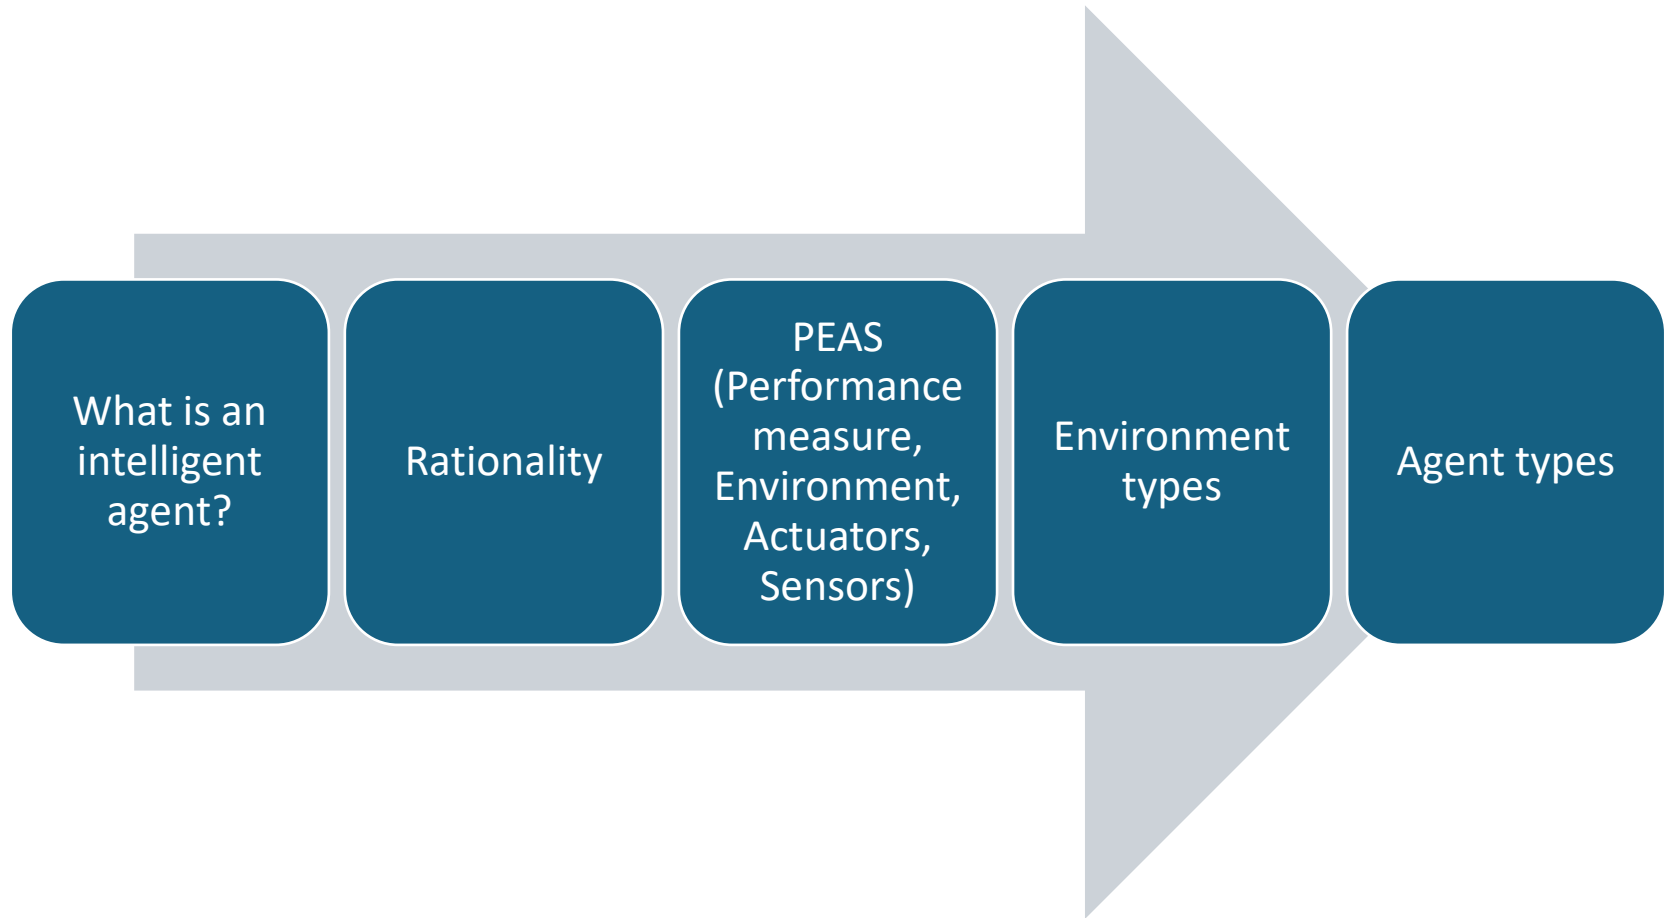 What is an
intelligent
agent?
Rationality
PEAS
(Performance
measure,
Environment,
Actuators,
Sensors)
Environment
types
Agent types